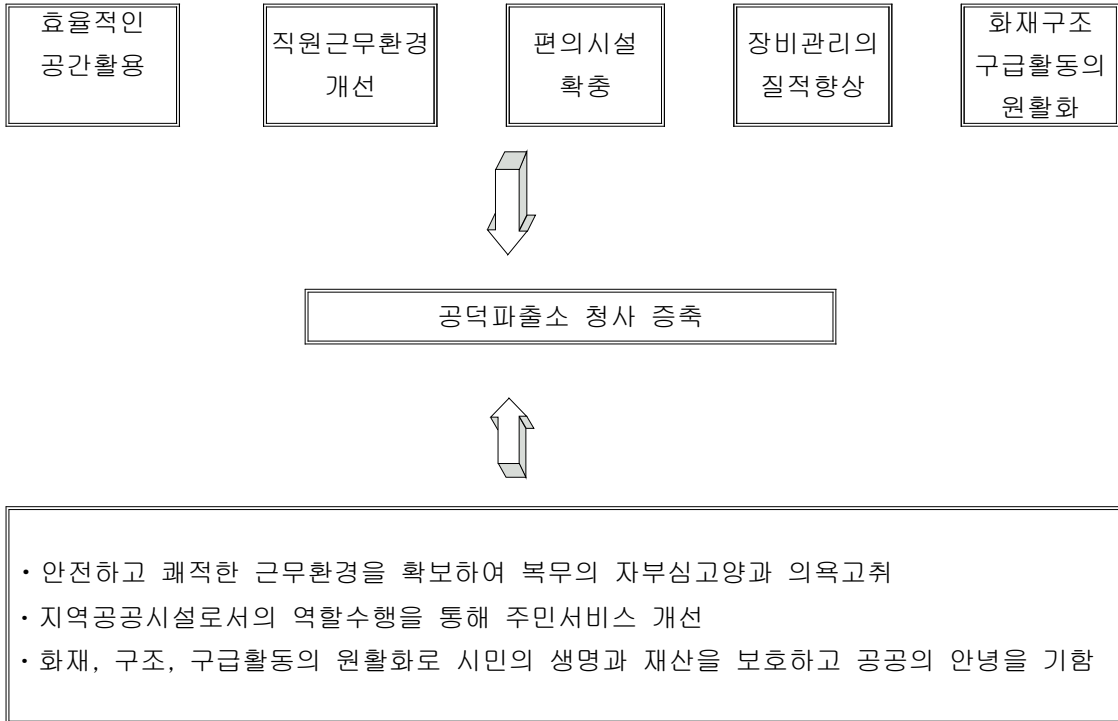 효율적인
공간활용
직원근무환경
개선
편의시설
확충
장비관리의
질적향상
화재구조
구급활동의
원활화
공덕파출소 청사 증축
· 안전하고 쾌적한 근무환경을 확보하여 복무의 자부심고양과 의욕고취
· 지역공공시설로서의 역할수행을 통해 주민서비스 개선
· 화재, 구조, 구급활동의 원활화로 시민의 생명과 재산을 보호하고 공공의 안녕을 기함